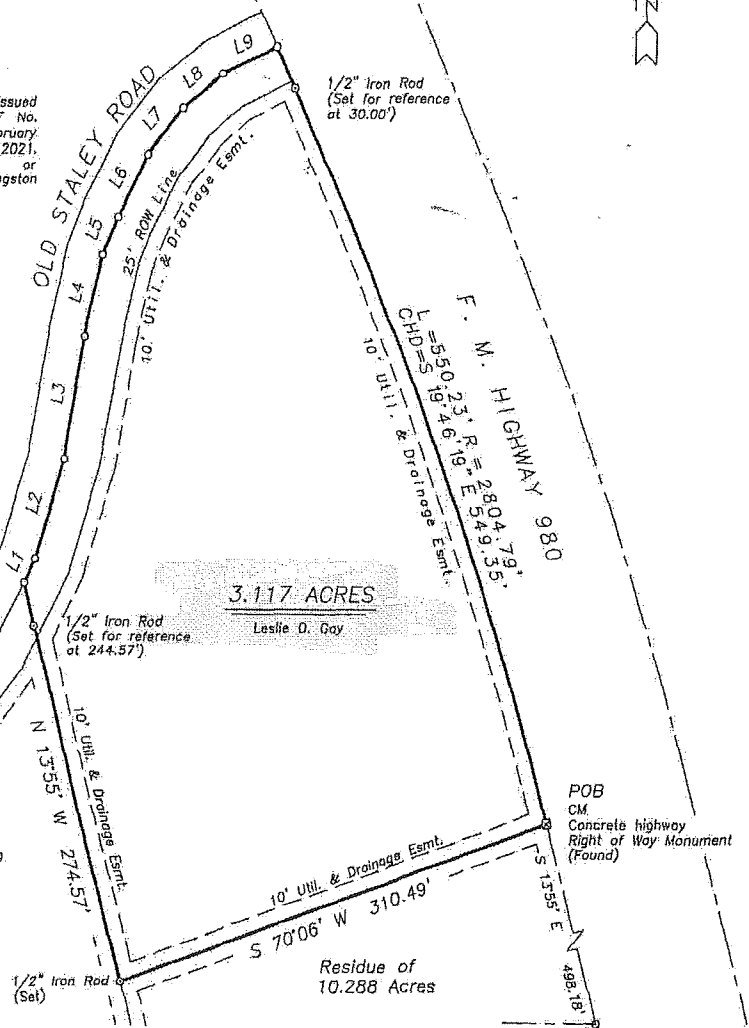 N
L9
L8
L7
L6
L5
L4
L3
L2
L1
OLD STALEY ROAD
issued
No.
2021.
or
1/2" Iron Rod
(Set for reference
at 30.00')
25' ROW Line
10' Util. & Drainage Esmt.
F. M. HIGHWAY 980
L =550.23' R = 2804.79'
CHD=S 19°46'19" E 549.35'
10' Util. & Drainage Esmt.
3.117 ACRES
Leslie D. Gay
1/2" Iron Rod
(Set for reference
at 244.57')
N 13°55' W 274.57'
10' Util. & Drainage Esmt.
POB
CM
Concrete highway
Right of Way Monument
(Found)
10' Util. & Drainage Esmt.
S 70°06' W 310.49'
S 13°55' E
498.18'
1/2" Iron Rod
(Set)
Residue of
10.288 Acres